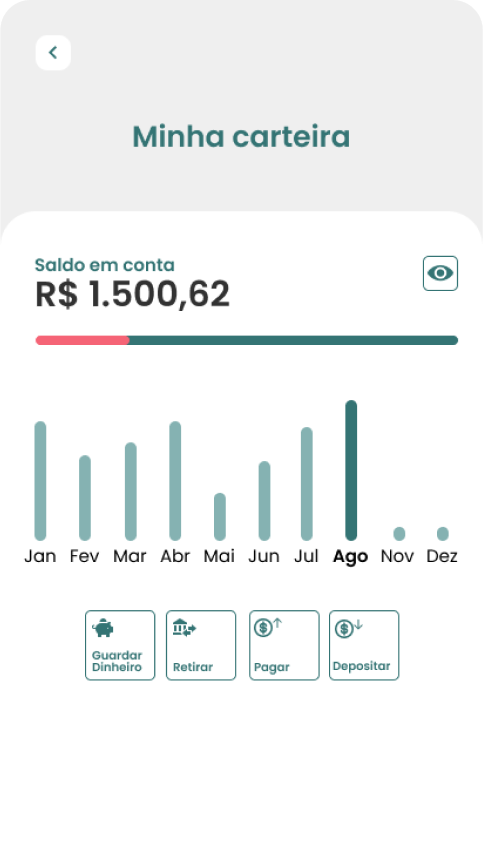 Minha carteira
Saldo em conta
R$ 1.500,62
Jan Fev Mar Abr Mai Jun Jul Ago Nov Dez
Guardar
Dinheiro
Retirar
Pagar
Depositar